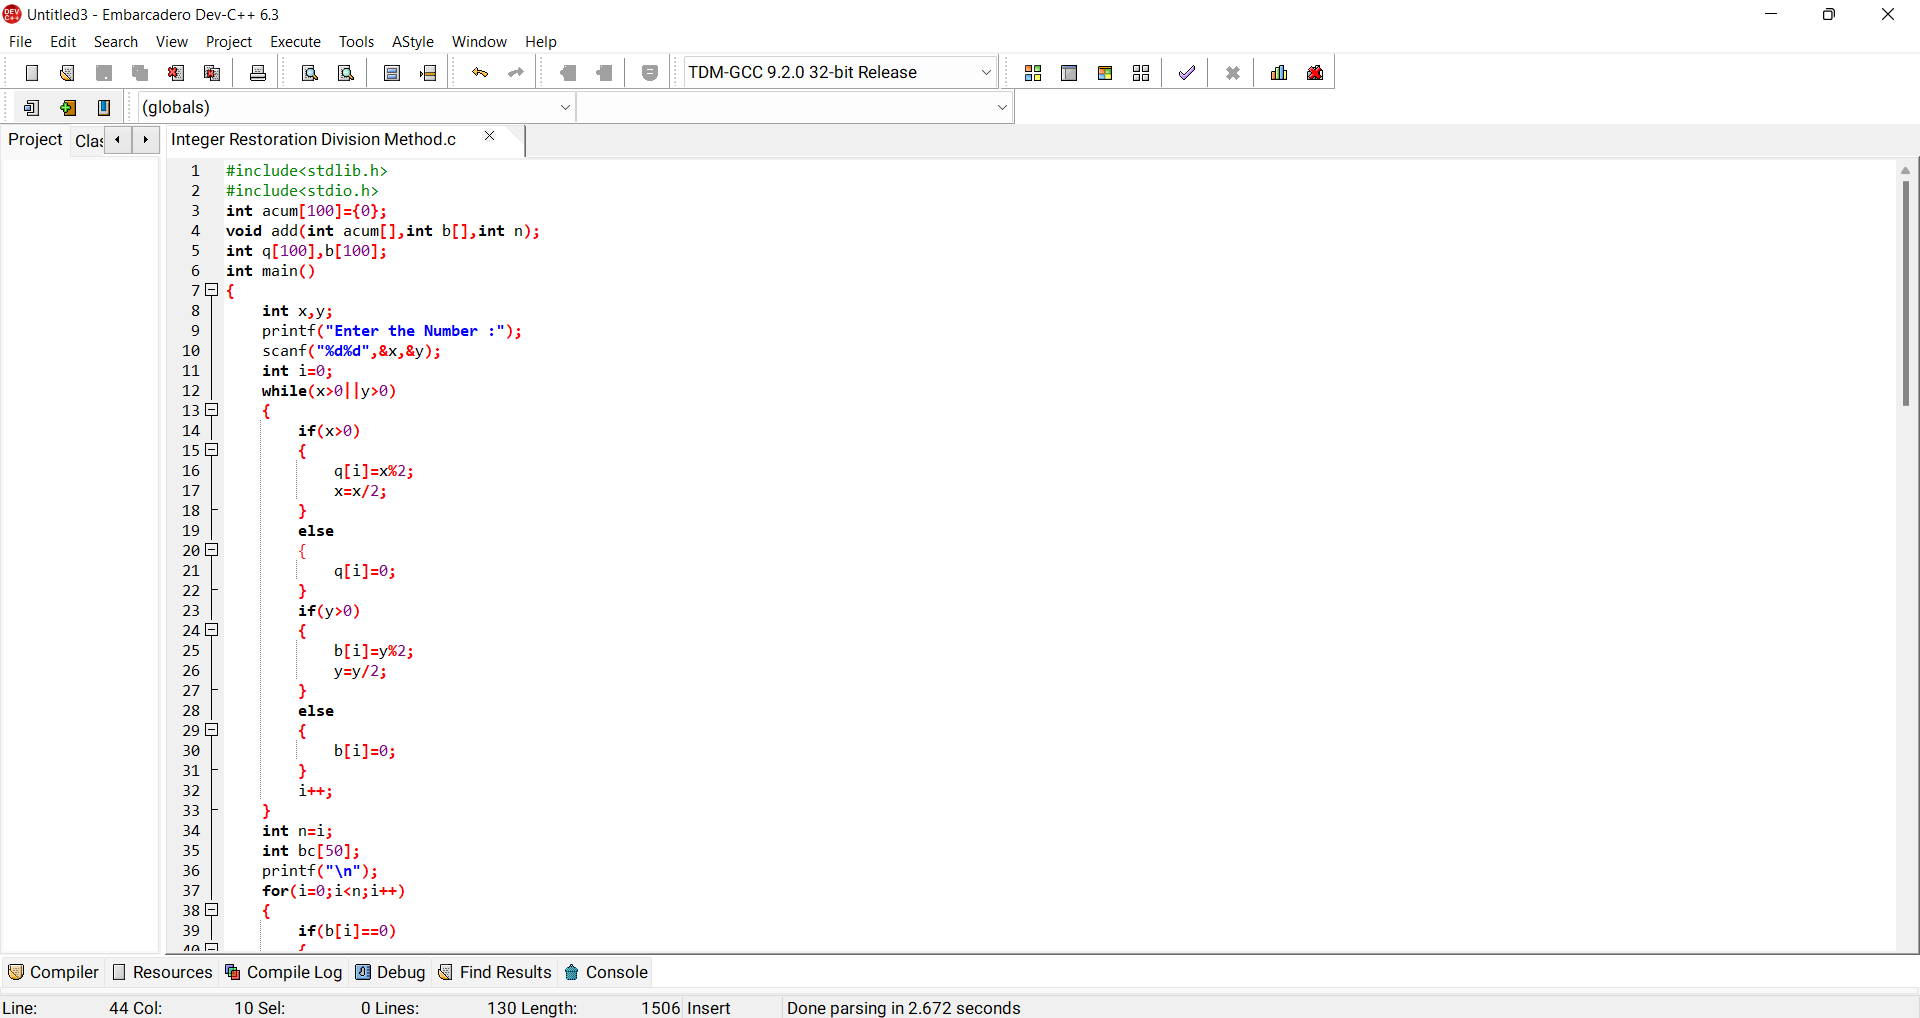 Untitled3 - Embarcadero Dev-C++ 6.3
File Edit Search View Project Execute Tools AStyle Window Help
TDM-GCC 9.2.0 32-bit Release
(globals)
Project Clas Integer Restoration Division Method.c
1 #include<stdlib.h>
2 #include<stdio.h>
3 int acum[100]={0};
4 void add(int acum[],int b[],int n);
5 int q[100],b[100];
6 int main()
7 {
8 int x,y;
9 printf("Enter the Number :");
10 scanf("%d%d",&x,&y);
11 int i=0;
12 while(x>0||y>0)
13 {
14 if(x>0)
15 {
16 q[i]=x%2;
17 x=x/2;
18 }
19 else
20 {
21 q[i]=0;
22 }
23 if(y>0)
24 {
25 b[i]=y%2;
26 y=y/2;
27 }
28 else
29 {
30 b[i]=0;
31 }
32 i++;
33 }
34 int n=i;
35 int bc[50];
36 printf("\n");
37 for(i=0;i<n;i++)
38 {
39 if(b[i]==0)
40 {
Compiler Resources Compile Log Debug Find Results Console
Line: 44 Col: 10 Sel: 0 Lines: 130 Length: 1506 Insert Done parsing in 2.672 seconds